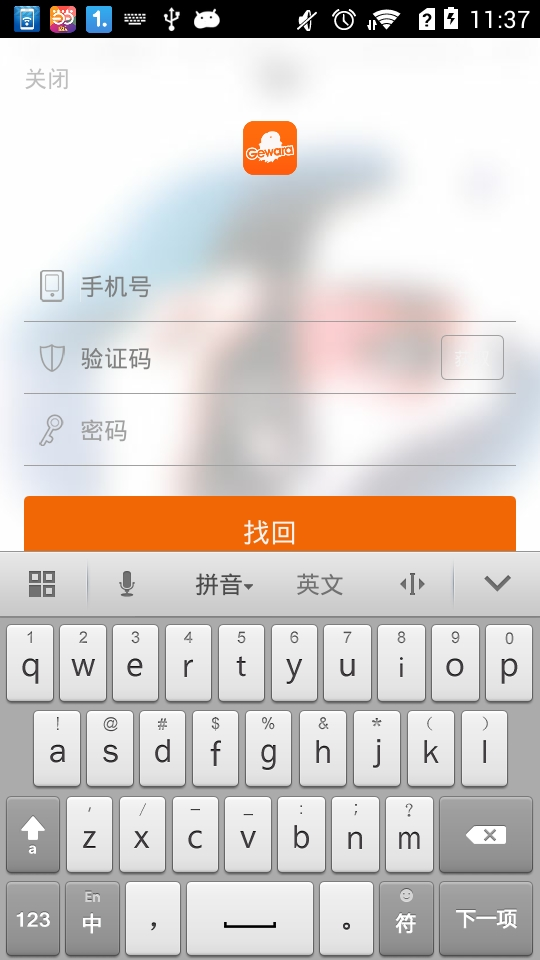 1. ? 11:37
关闭
Gewara
手机号
验证码
密码
找回
拼音 英文
1 2 3 4 5 6 7 8 9 0
q w e r t y u i o p
! @ # $ % & * ( )
a s d f g h j k l
' / – _ : ; ?
a z x c v b n m
123 En 中 ， 。 符 下一项